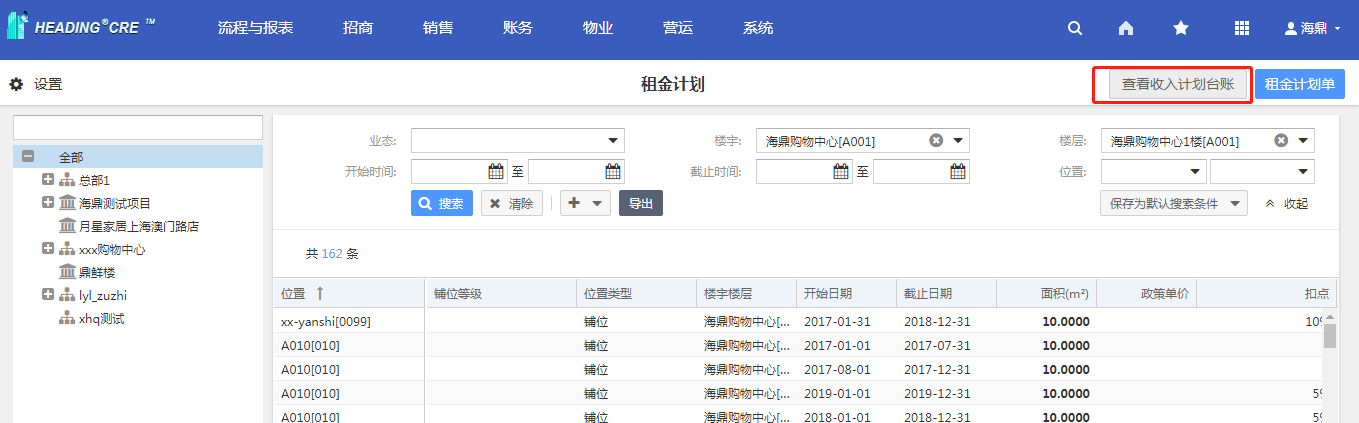 HEADING®CRE ™ 流程与报表 招商 销售 账务 物业 营运 系统 海鼎
设置 租金计划 查看收入计划台账 租金计划单
业态: 楼宇: 海鼎购物中心[A001] 楼层: 海鼎购物中心1楼[A001]
开始时间: 至 截止时间: 至 位置:
搜索 清除 导出 保存为默认搜索条件 收起
全部
总部1
海鼎测试项目
月星家居上海澳门路店
xxx购物中心
鼎鲜楼
lyl_zuzhi
xhq测试
共 162 条
位置 铺位等级 位置类型 楼宇楼层 开始日期 截止日期 面积(m²) 政策单价 扣点
xx-yanshi[0099] 铺位 海鼎购物中心[... 2017-01-31 2018-12-31 10.0000 10%
A010[010] 铺位 海鼎购物中心[... 2017-01-01 2017-07-31 10.0000
A010[010] 铺位 海鼎购物中心[... 2017-08-01 2017-12-31 10.0000
A010[010] 铺位 海鼎购物中心[... 2019-01-01 2019-12-31 10.0000 5%
A010[010] 铺位 海鼎购物中心[... 2018-01-01 2018-12-31 10.0000 5%